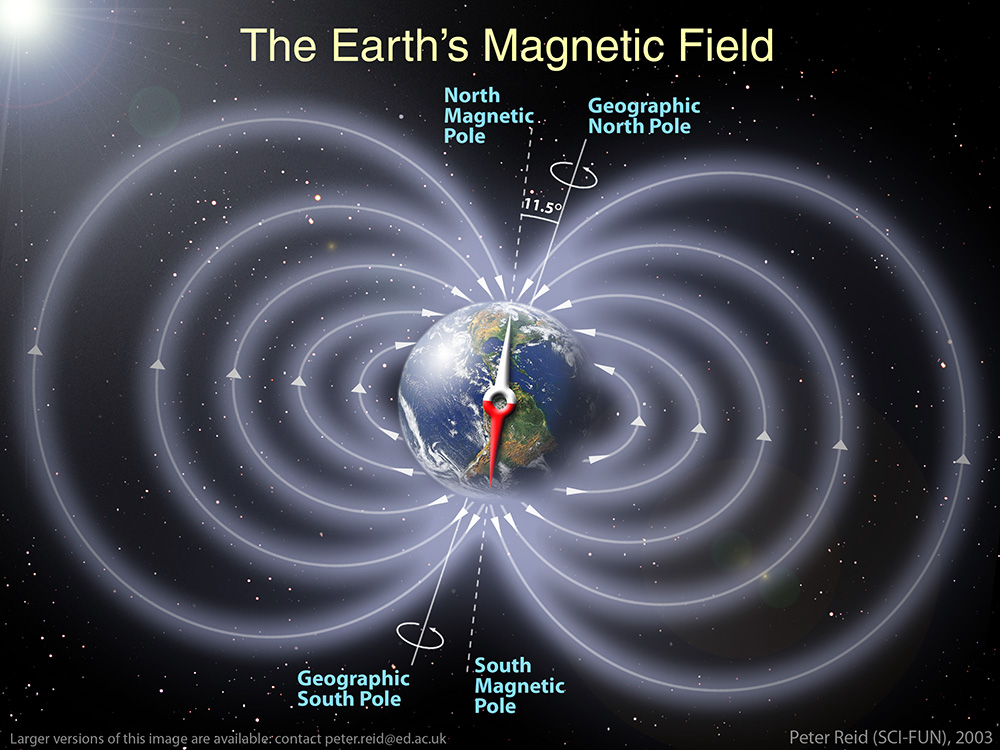 The Earth's Magnetic Field
North
Magnetic
Pole
Geographic
North Pole
11.5°
Geographic
South Pole
South
Magnetic
Pole
Larger versions of this image are available: contact peter.reid@ed.ac.uk
Peter Reid (SCI-FUN), 2003